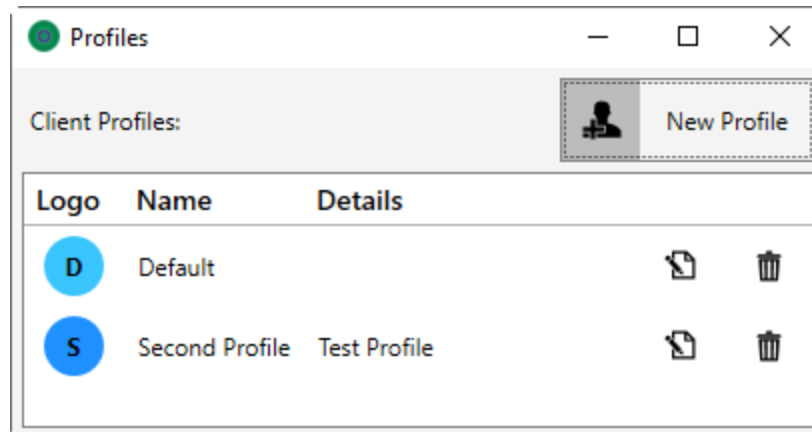 Profiles
Client Profiles:
New Profile
Logo Name Details
D Default
S Second Profile Test Profile